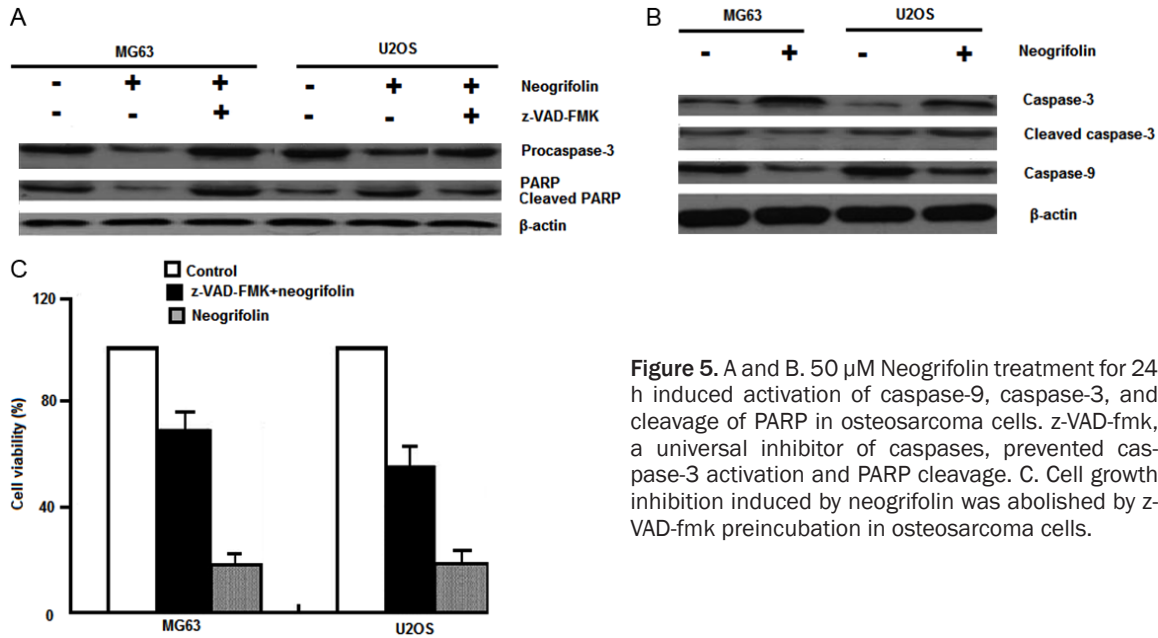 A
MG63 U2OS
- + + - + + Neogrifolin
- - + - - + z-VAD-FMK
Procaspase-3
PARP
Cleaved PARP
β-actin
B
MG63 U2OS
- + - + Neogrifolin
Caspase-3
Cleaved caspase-3
Caspase-9
β-actin
C
Control
z-VAD-FMK+neogrifolin
Neogrifolin
Cell viability (%)
120
80
40
0
MG63 U2OS
Figure 5. A and B. 50 μM Neogrifolin treatment for 24
h induced activation of caspase-9, caspase-3, and
cleavage of PARP in osteosarcoma cells. z-VAD-fmk,
a universal inhibitor of caspases, prevented cas-
pase-3 activation and PARP cleavage. C. Cell growth
inhibition induced by neogrifolin was abolished by z-
VAD-fmk preincubation in osteosarcoma cells.